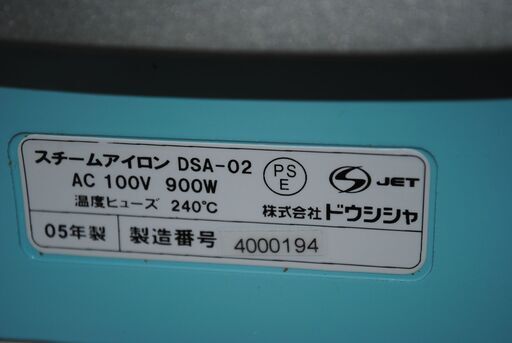 スチームアイロン DSA-02
AC 100V 900W
温度ヒューズ 240℃
PS
E
S JET
株式会社 ドウシシャ
05年製 製造番号 4000194